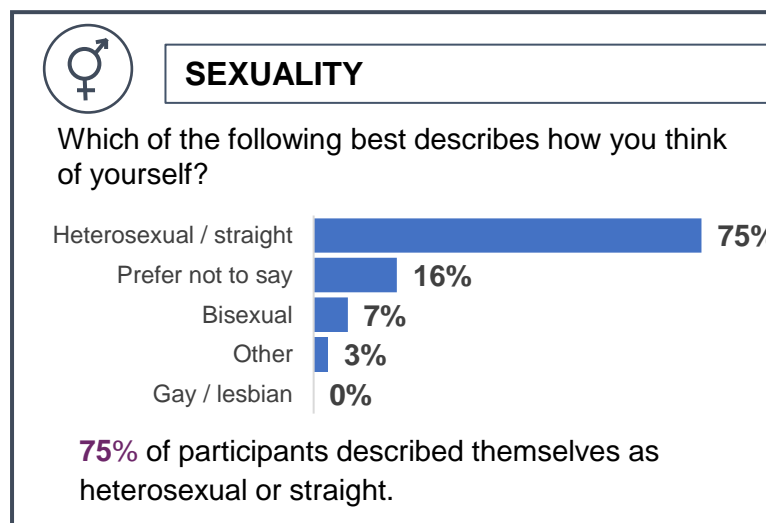 SEXUALITY
Which of the following best describes how you think
of yourself?
Heterosexual / straight 75%
Prefer not to say 16%
Bisexual 7%
Other 3%
Gay / lesbian 0%
75% of participants described themselves as
heterosexual or straight.